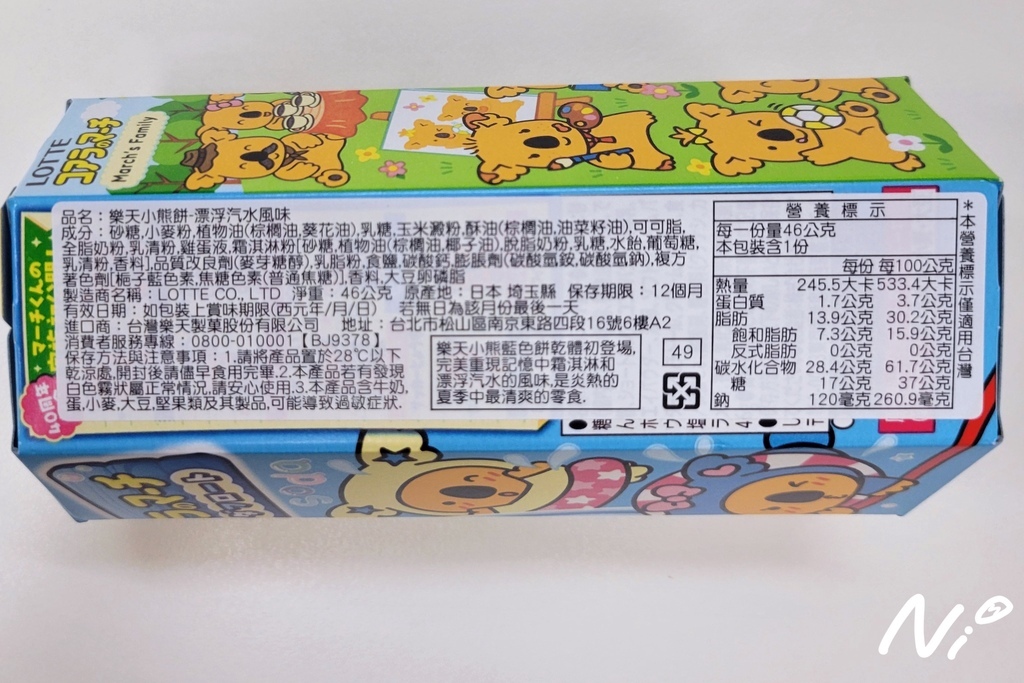 LOTTE
コアラのマーチ
March's Family
品名：樂天小熊餅-漂浮汽水風味
成分：砂糖,小麥粉,植物油(棕櫚油,葵花油),乳糖,玉米澱粉,酥油(棕櫚油,油菜籽油),可可脂,
全脂奶粉,乳清粉,雞蛋液,霜淇淋粉[砂糖,植物油(棕櫚油,椰子油),脫脂奶粉,乳糖,水飴,葡萄糖,
乳清粉,香料],品質改良劑(麥芽糖醇),乳脂粉,食鹽,碳酸鈣,膨脹劑(碳酸氫銨,碳酸氫鈉),複方
著色劑[梔子藍色素,焦糖色素(普通焦糖)],香料,大豆卵磷脂
製造商名稱：LOTTE CO., LTD 淨重：46公克 原產地：日本 埼玉縣 保存期限：12個月
有效日期：如包裝上賞味期限(西元年/月/日) 若無日為該月份最後一天
進口商：台灣樂天製菓股份有限公司 地址：台北市松山區南京東路四段16號6樓A2
消費者服務專線：0800-010001【BJ9378】
保存方法與注意事項：1.請將產品置於28℃以下
乾涼處,開封後請儘早食用完畢.2.本產品若有發現
白色霧狀屬正常情況,請安心使用.3.本產品含牛奶,
蛋,小麥,大豆,堅果類及其製品,可能導致過敏症狀.
樂天小熊藍色餅乾體初登場,
完美重現記憶中霜淇淋和
漂浮汽水的風味,是炎熱的
夏季中最清爽的零食.
49
營養標示
每一份量46公克
本包裝含1份
每份 每100公克
熱量 245.5大卡 533.4大卡
蛋白質 1.7公克 3.7公克
脂肪 13.9公克 30.2公克
飽和脂肪 7.3公克 15.9公克
反式脂肪 0公克 0公克
碳水化合物 28.4公克 61.7公克
糖 17公克 37公克
鈉 120毫克 260.9毫克
*本營養標示僅適用台灣
マーチくんの
40周年
Ni